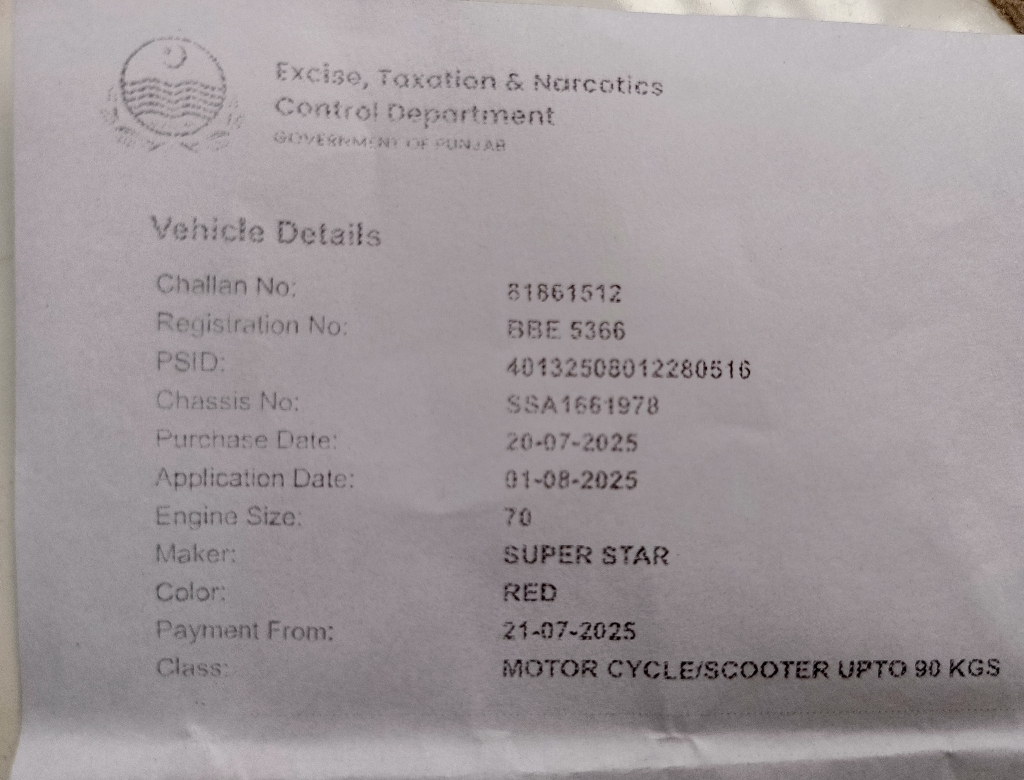 Excise, Taxation & Narcotics
Control Department
GOVERNMENT OF PUNJAB
Vehicle Details
Challan No: 81861512
Registration No: BBE 5366
PSID: 40132508012280516
Chassis No: SSA1661978
Purchase Date: 20-07-2025
Application Date: 01-08-2025
Engine Size: 70
Maker: SUPER STAR
Color: RED
Payment From: 21-07-2025
Class: MOTOR CYCLE/SCOOTER UPTO 90 KGS